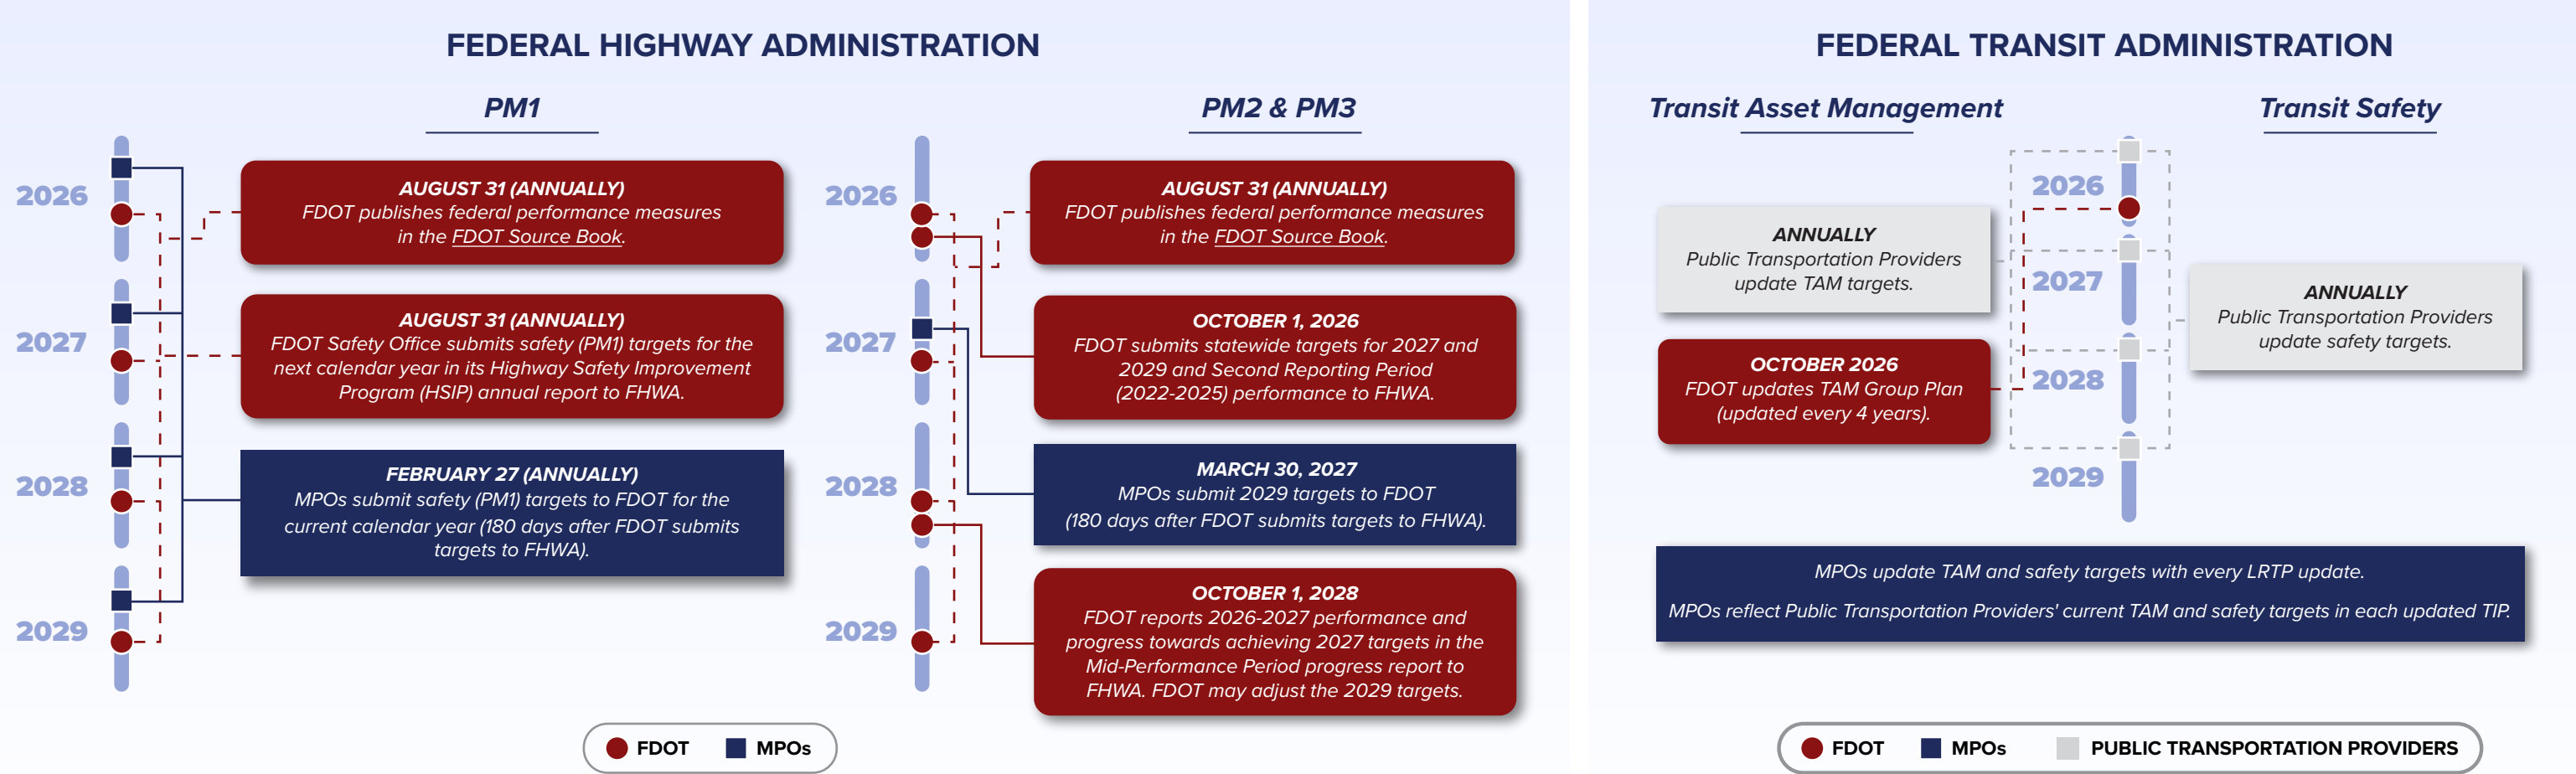 FEDERAL HIGHWAY ADMINISTRATION
PM1
2026
2027
2028
2029
AUGUST 31 (ANNUALLY)
FDOT publishes federal performance measures
in the FDOT Source Book.
AUGUST 31 (ANNUALLY)
FDOT Safety Office submits safety (PM1) targets for the
next calendar year in its Highway Safety Improvement
Program (HSIP) annual report to FHWA.
FEBRUARY 27 (ANNUALLY)
MPOs submit safety (PM1) targets to FDOT for the
current calendar year (180 days after FDOT submits
targets to FHWA).
PM2 & PM3
2026
2027
2028
2029
AUGUST 31 (ANNUALLY)
FDOT publishes federal performance measures
in the FDOT Source Book.
OCTOBER 1, 2026
FDOT submits statewide targets for 2027 and
2029 and Second Reporting Period
(2022-2025) performance to FHWA.
MARCH 30, 2027
MPOs submit 2029 targets to FDOT
(180 days after FDOT submits targets to FHWA).
OCTOBER 1, 2028
FDOT reports 2026-2027 performance and
progress towards achieving 2027 targets in the
Mid-Performance Period progress report to
FHWA. FDOT may adjust the 2029 targets.
FDOT
MPOs
FEDERAL TRANSIT ADMINISTRATION
Transit Asset Management
ANNUALLY
Public Transportation Providers
update TAM targets.
OCTOBER 2026
FDOT updates TAM Group Plan
(updated every 4 years).
2026
2027
2028
2029
Transit Safety
ANNUALLY
Public Transportation Providers
update safety targets.
MPOs update TAM and safety targets with every LRTP update.
MPOs reflect Public Transportation Providers' current TAM and safety targets in each updated TIP.
FDOT
MPOs
PUBLIC TRANSPORTATION PROVIDERS